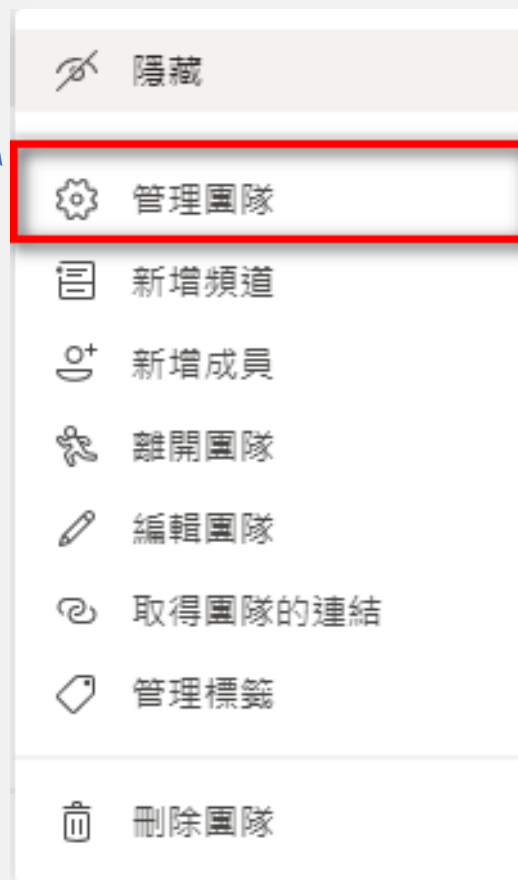 隱藏
管理團隊
新增頻道
新增成員
離開團隊
編輯團隊
取得團隊的連結
管理標籤
刪除團隊